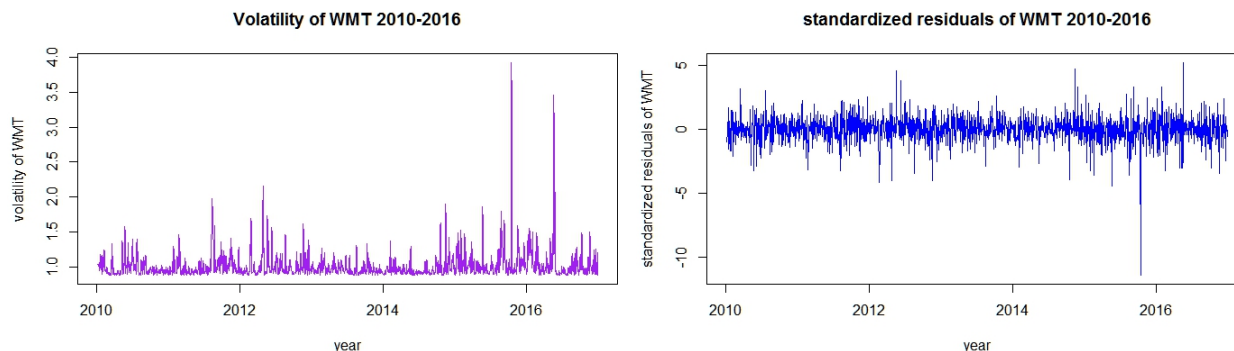 Volatility of WMT 2010-2016
volatility of WMT
4.0
3.5
3.0
2.5
2.0
1.5
1.0
2010 2012 2014 2016
year
standardized residuals of WMT 2010-2016
standardized residuals of WMT
5
0
-5
-10
2010 2012 2014 2016
year